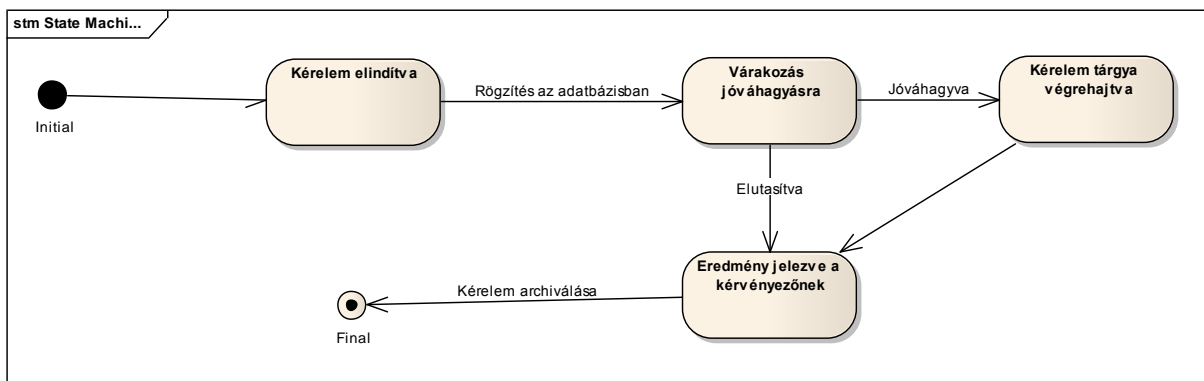 stm State Machi...
Initial
Kérelem elindítva
Rögzítés az adatbázisban
Várakozás
jóváhagyásra
Jóváhagyva
Kérelem tárgya
végrehajtva
Elutasítva
Eredmény jelezve a
kérvényezőnek
Kérelem archiválása
Final